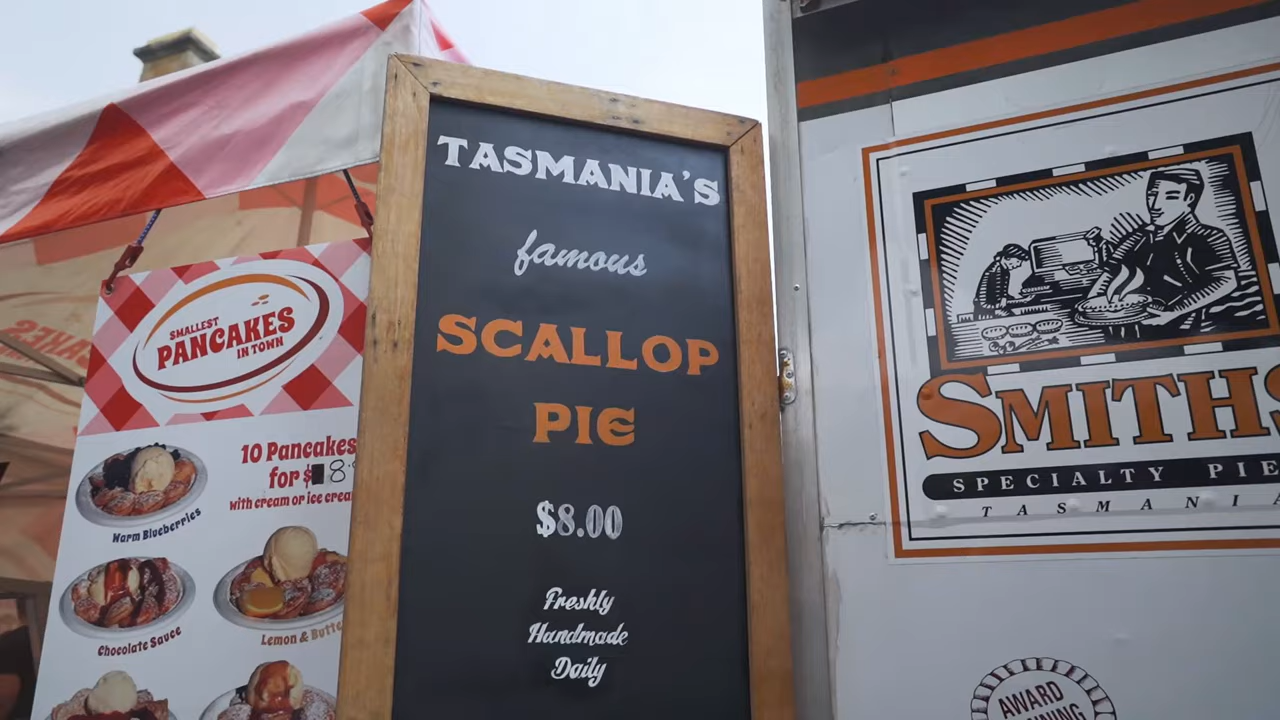 SMALLEST
PANCAKES
IN TOWN
10 Pancakes
for $8
with cream or ice cream
Warm Blueberries
Chocolate Sauce
Lemon &
TASMANIA'S
famous
SCALLOP
PIE
$8.00
Freshly
Handmade
Daily
SMITHS
SPECIALTY PIE
TASMANIA
AWARD